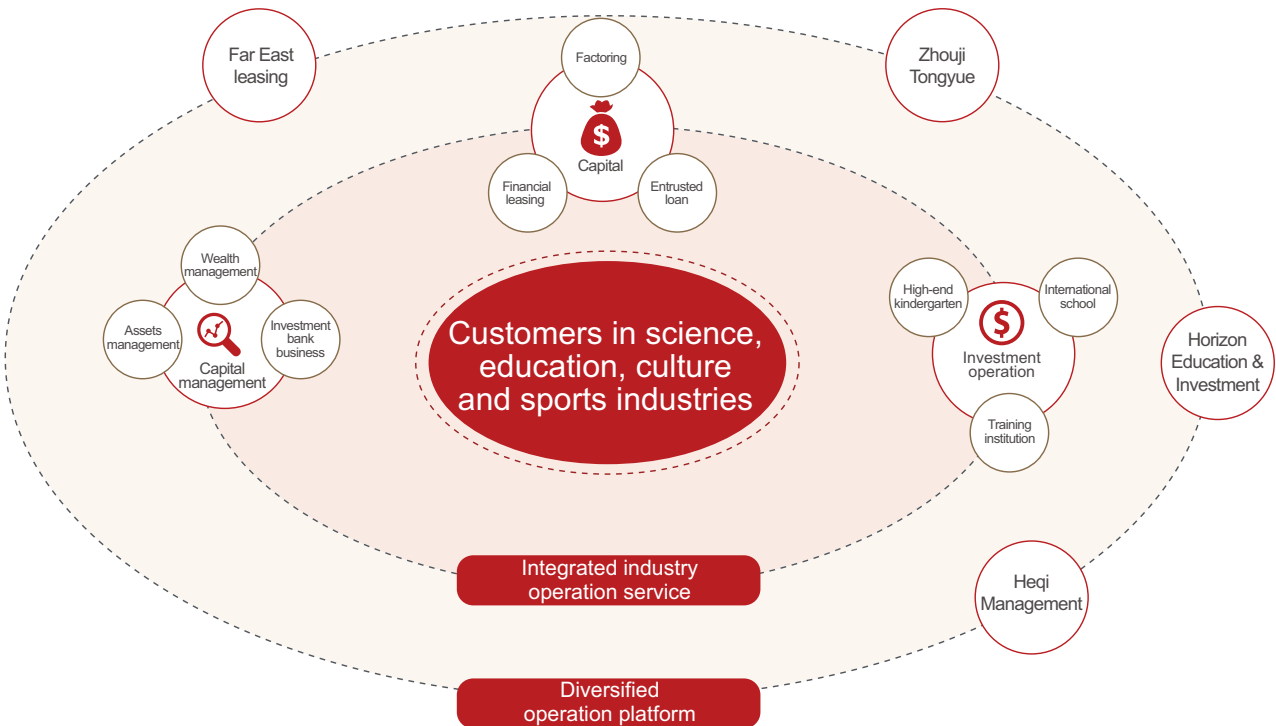 Far East
leasing
Factoring
Zhouji
Tongyue
$
Capital
Financial
leasing
Entrusted
loan
Wealth
management
Assets
management
Investment
bank
business
Capital
management
High-end
kindergarten
International
school
$
Investment
operation
Training
institution
Horizon
Education &
Investment
Customers in science,
education, culture
and sports industries
Integrated industry
operation service
Heqi
Management
Diversified
operation platform